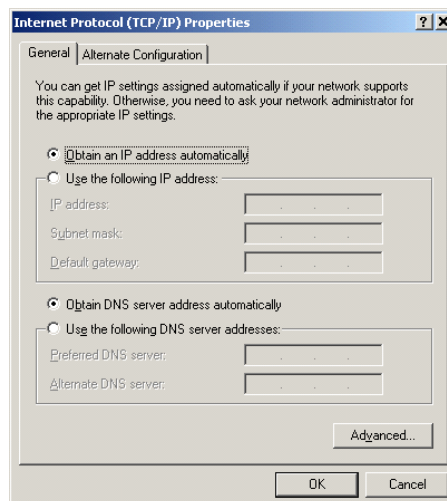 Internet Protocol (TCP/IP) Properties
General
Alternate Configuration
You can get IP settings assigned automatically if your network supports
this capability. Otherwise, you need to ask your network administrator for
the appropriate IP settings.
Obtain an IP address automatically
Use the following IP address:
IP address:
Subnet mask:
Default gateway:
Obtain DNS server address automatically
Use the following DNS server addresses:
Preferred DNS server:
Alternate DNS server:
Advanced...
OK
Cancel